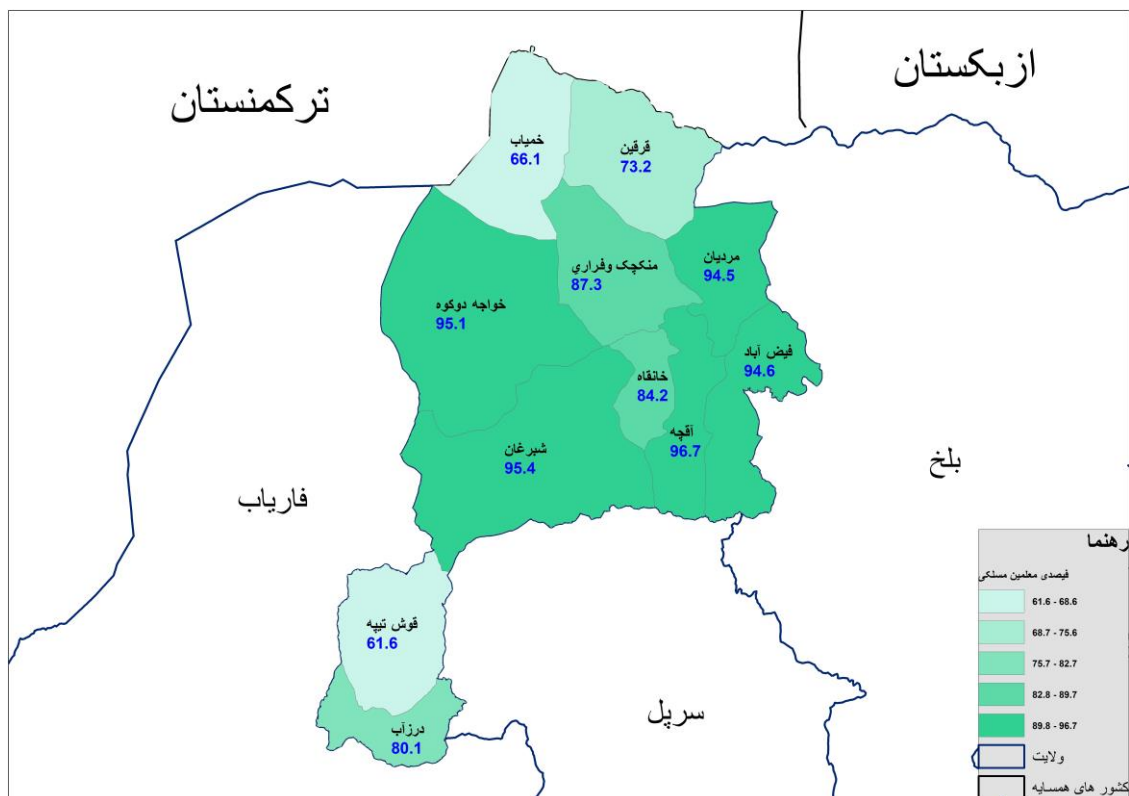 ازبکستان
ترکمنستان
خمیاب
66.1
قرقین
73.2
مردیان
94.5
منکچک وفراري
87.3
خواجه دوکوه
95.1
فیض آباد
94.6
خانقاه
84.2
آقچه
96.7
شبرغان
95.4
بلخ
فاریاب
قوش تیپه
61.6
سرپل
درزآب
80.1
رهنما
فیصدی معلمین مسلکی
61.6 - 68.6
68.7 - 75.6
75.7 - 82.7
82.8 - 89.7
89.8 - 96.7
ولایت
کشور های همسایه